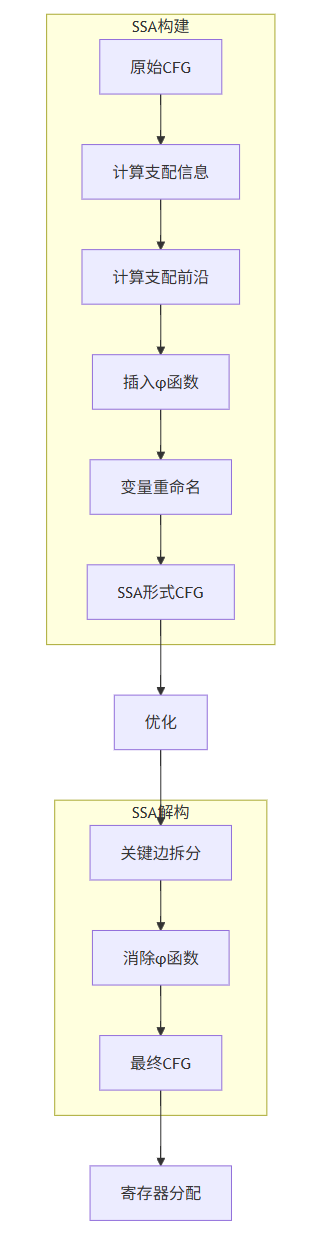 SSA构建
原始CFG
计算支配信息
计算支配前沿
插入φ函数
变量重命名
SSA形式CFG
优化
SSA解构
关键边拆分
消除φ函数
最终CFG
寄存器分配